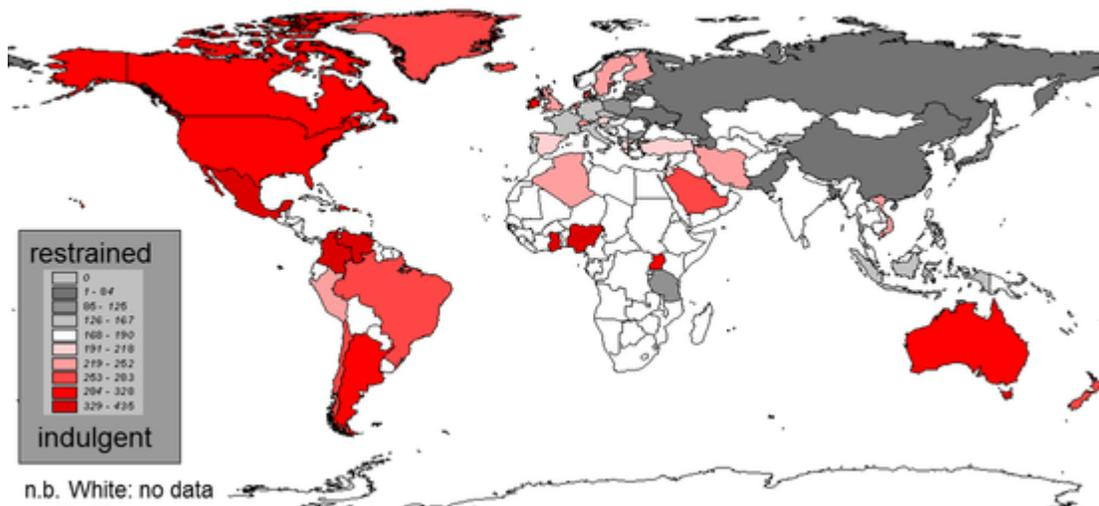 restrained
0
1 - 84
85 - 125
126 - 167
168 - 190
191 - 218
219 - 252
253 - 283
284 - 328
329 - 435
indulgent
n.b. White: no data